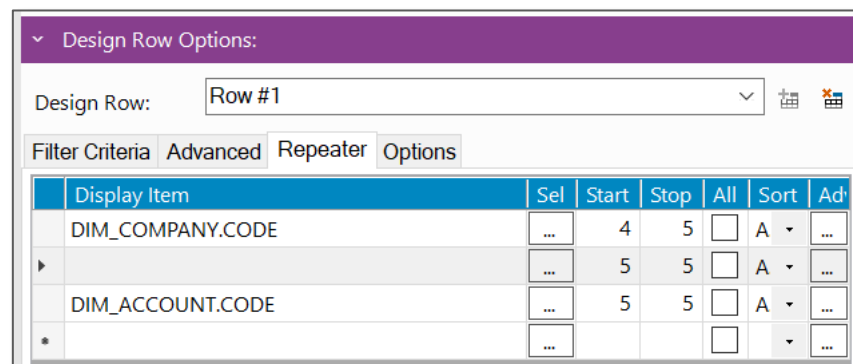 Design Row Options:
Design Row: Row #1
Filter Criteria Advanced Repeater Options
Display Item Sel Start Stop All Sort Adv
DIM_COMPANY.CODE ... 4 5 A ...
... 5 5 A ...
DIM_ACCOUNT.CODE ... 5 5 A ...
* ... ...